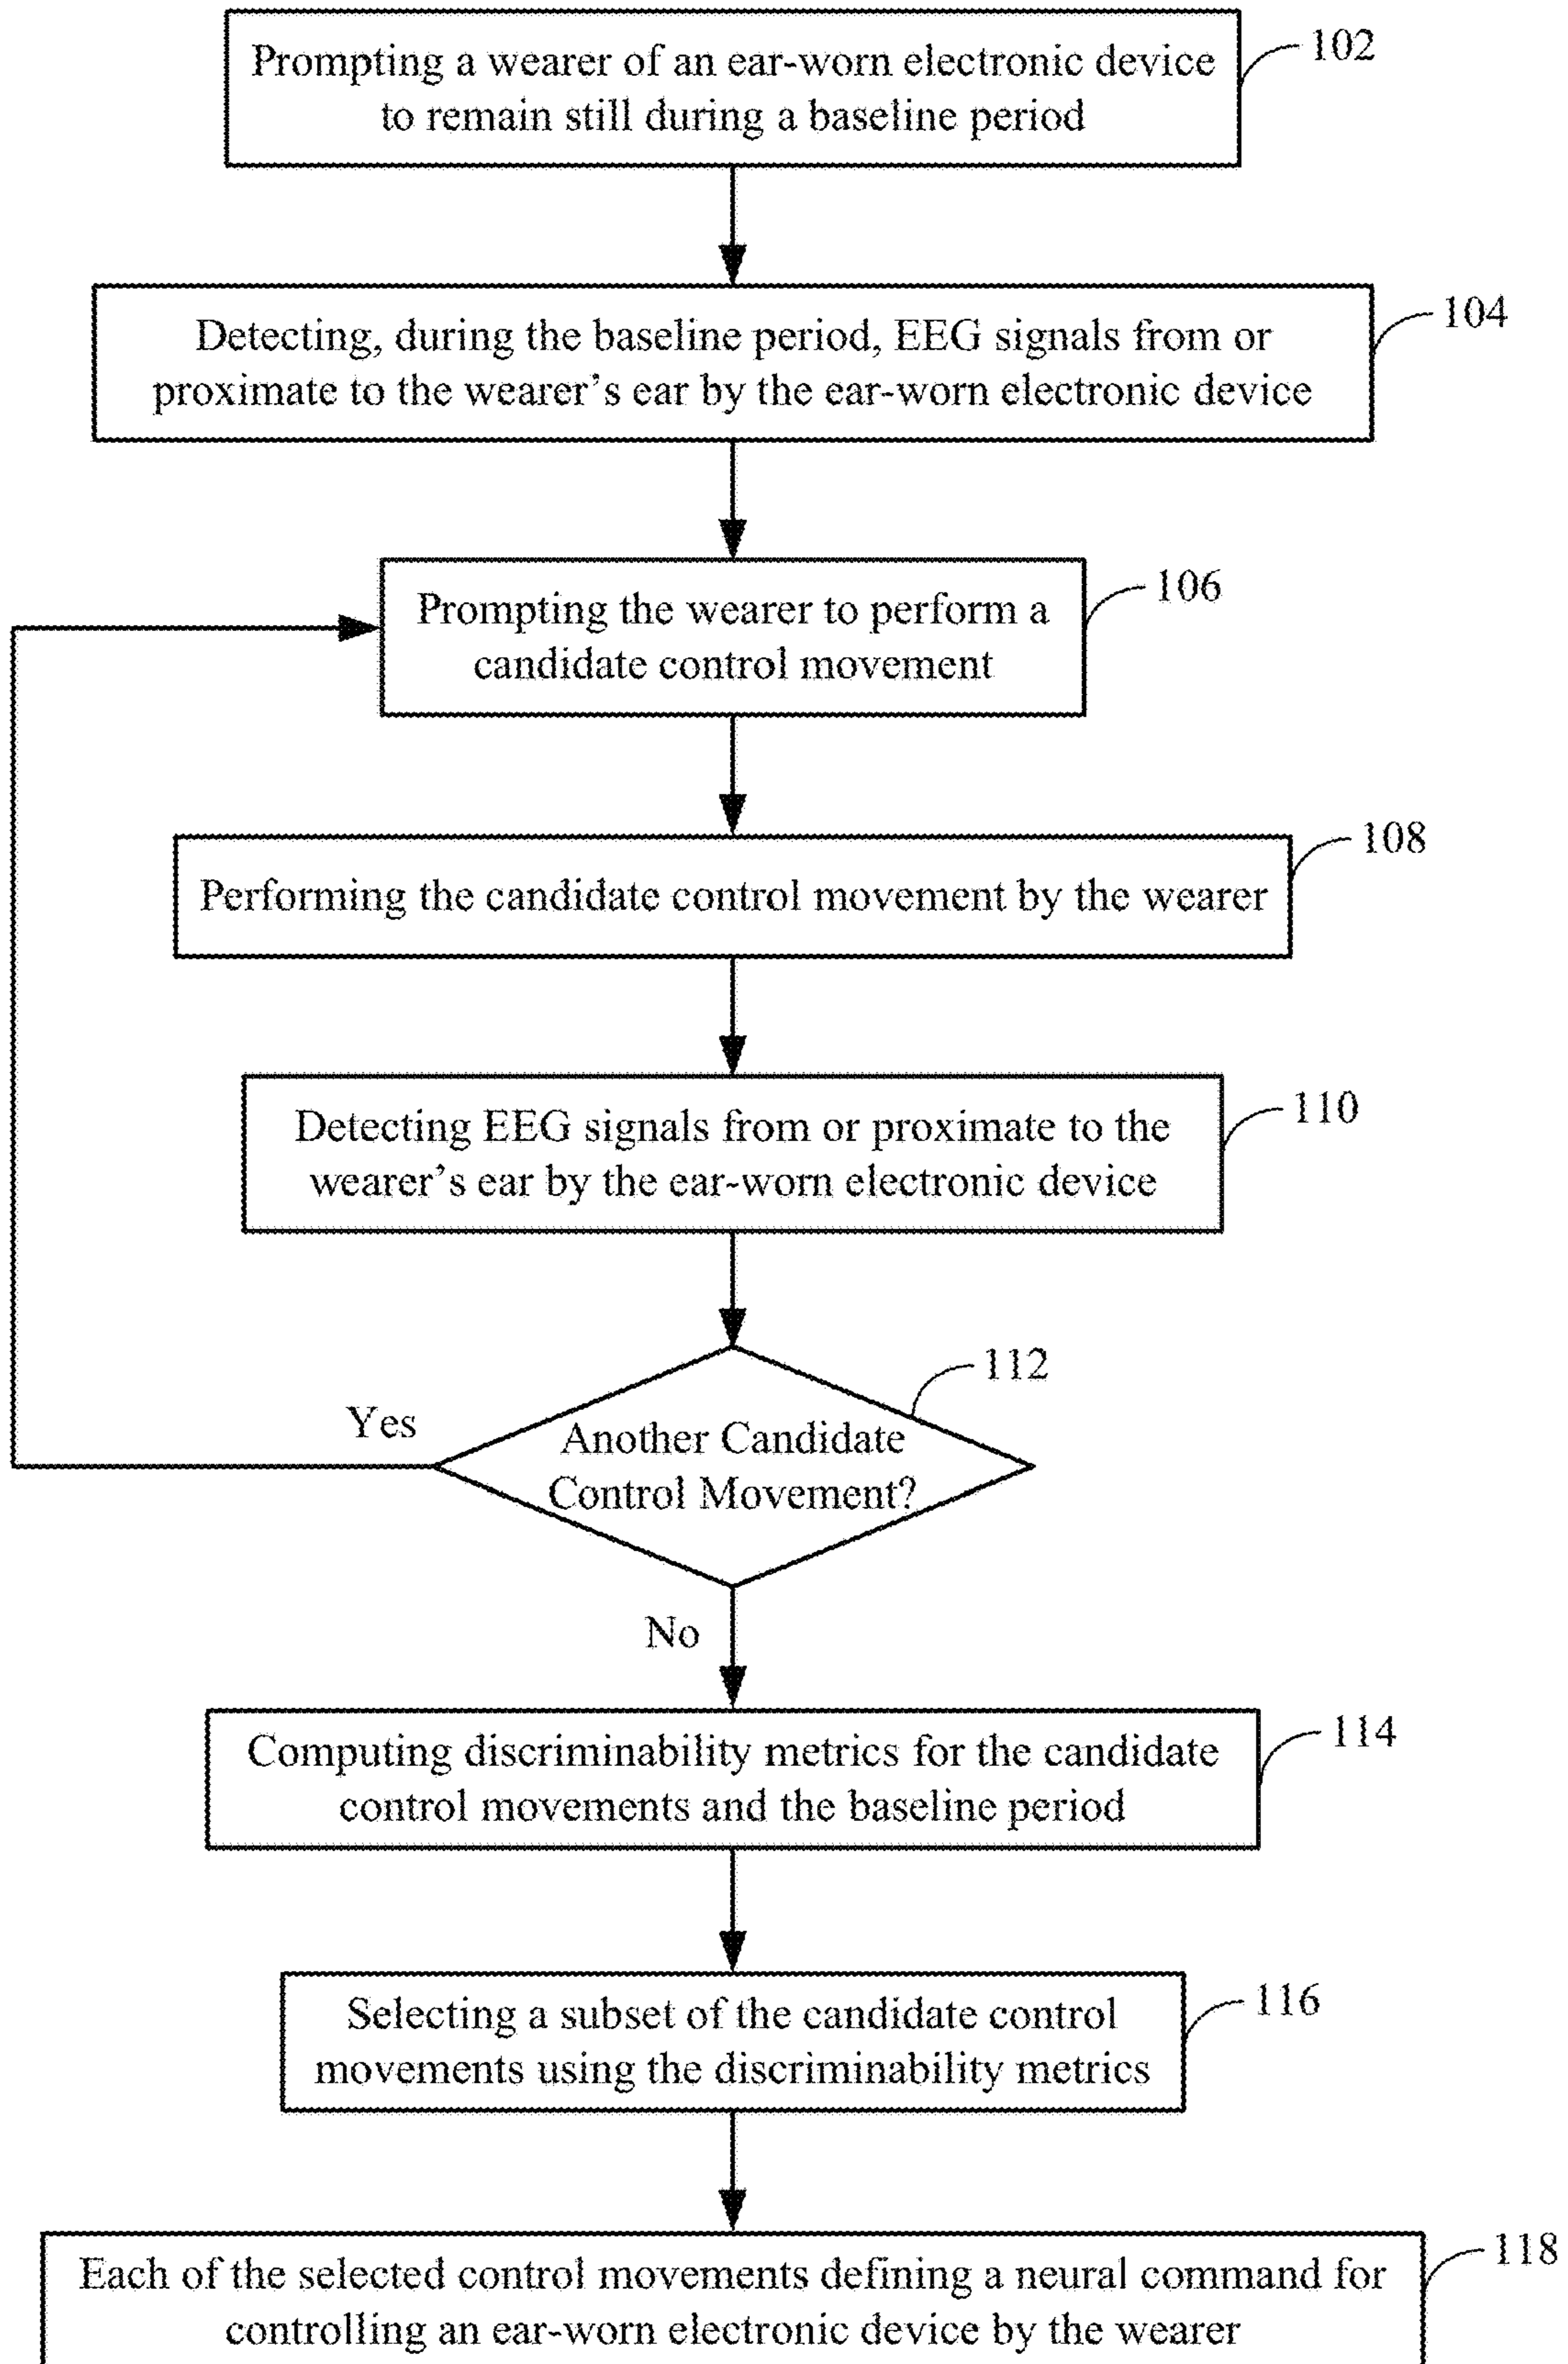 Prompting a wearer of an ear-worn electronic device
to remain still during a baseline period
102
Detecting, during the baseline period, EEG signals from or
proximate to the wearer's ear by the ear-worn electronic device
104
Prompting the wearer to perform a
candidate control movement
106
Performing the candidate control movement by the wearer
108
Detecting EEG signals from or proximate to the
wearer's ear by the ear-worn electronic device
110
Another Candidate
Control Movement?
112
Yes
No
Computing discriminability metrics for the candidate
control movements and the baseline period
114
Selecting a subset of the candidate control
movements using the discriminability metrics
116
Each of the selected control movements defining a neural command for
controlling an ear-worn electronic device by the wearer
118